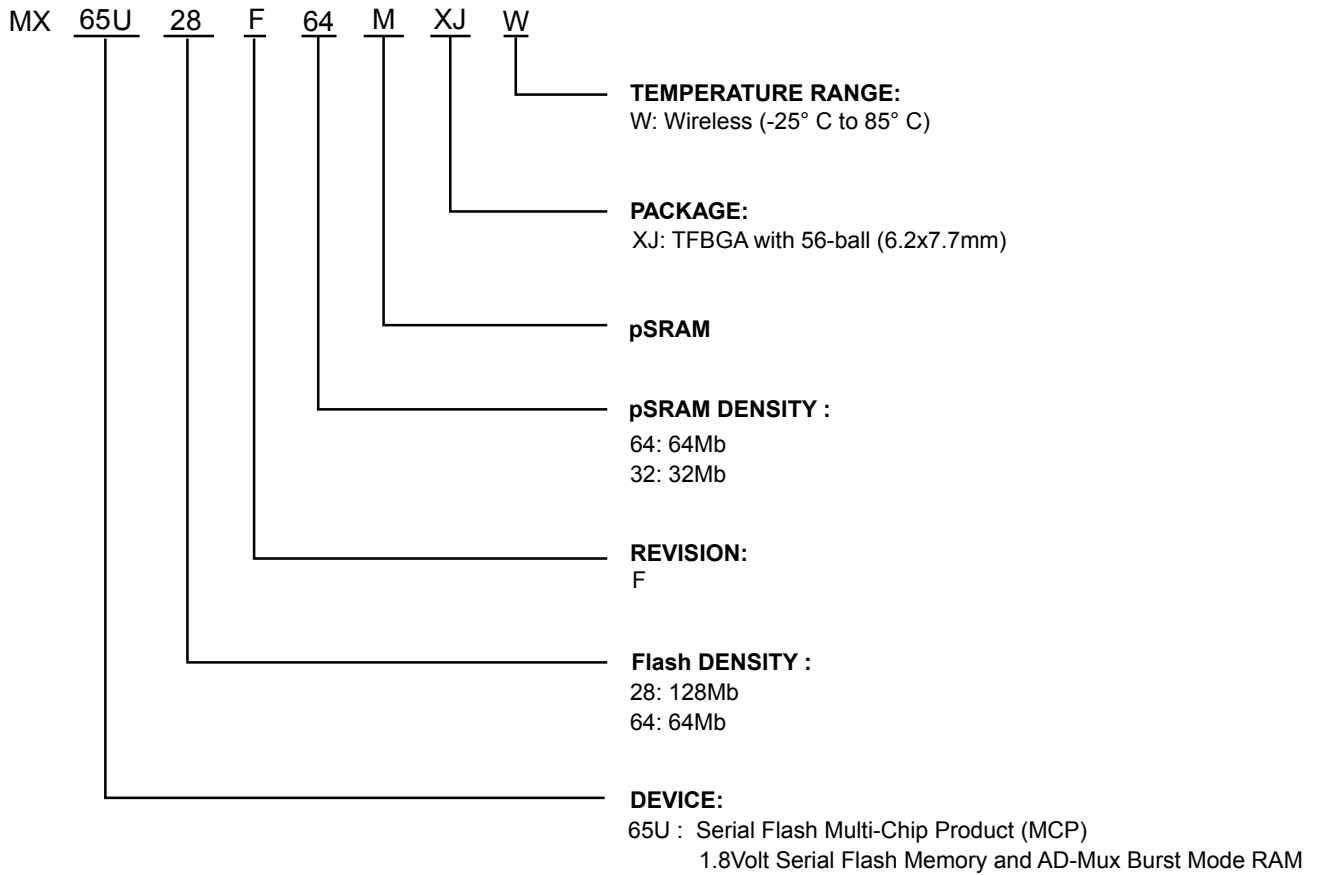 MX 65U 28 F 64 M XJ W
TEMPERATURE RANGE:
W: Wireless (-25° C to 85° C)
PACKAGE:
XJ: TFBGA with 56-ball (6.2x7.7mm)
pSRAM
pSRAM DENSITY :
64: 64Mb
32: 32Mb
REVISION:
F
Flash DENSITY :
28: 128Mb
64: 64Mb
DEVICE:
65U : Serial Flash Multi-Chip Product (MCP)
1.8Volt Serial Flash Memory and AD-Mux Burst Mode RAM